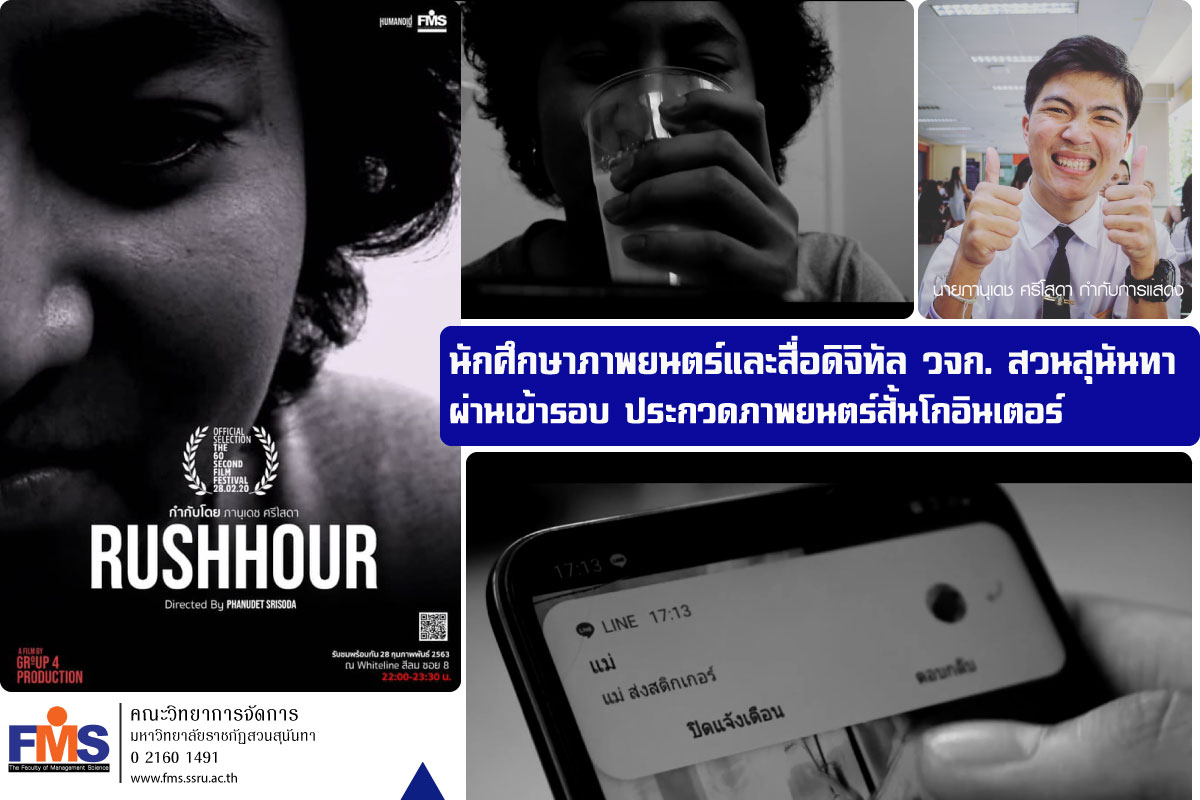 HUMANOID FMS
OFFICIAL
SELECTION
THE
60
SECOND
FILM
FESTIVAL
28.02.20
กำกับโดย ภานุเดช ศรีโสดา
RUSHHOUR
Directed By PHANUDET SRISODA
A FILM BY
GROUP 4
PRODUCTION
รับชมพร้อมกัน 28 กุมภาพันธ์ 2563
ณ Whiteline สีลม ซอย 8
22:00-23:30 น.
นายภานุเดช ศรีโสดา กำกับการแสดง
นักศึกษาภาพยนตร์และสื่อดิจิทัล วจก. สวนสุนันทา
ผ่านเข้ารอบ ประกวดภาพยนตร์สั้นโกอินเตอร์
17:13
LINE 17:13
แม่
แม่ ส่งสติกเกอร์
ตอบกลับ
ปิดแจ้งเตือน
FMS
The Faculty of Management Science
คณะวิทยาการจัดการ
มหาวิทยาลัยราชภัฏสวนสุนันทา
0 2160 1491
www.fms.ssru.ac.th